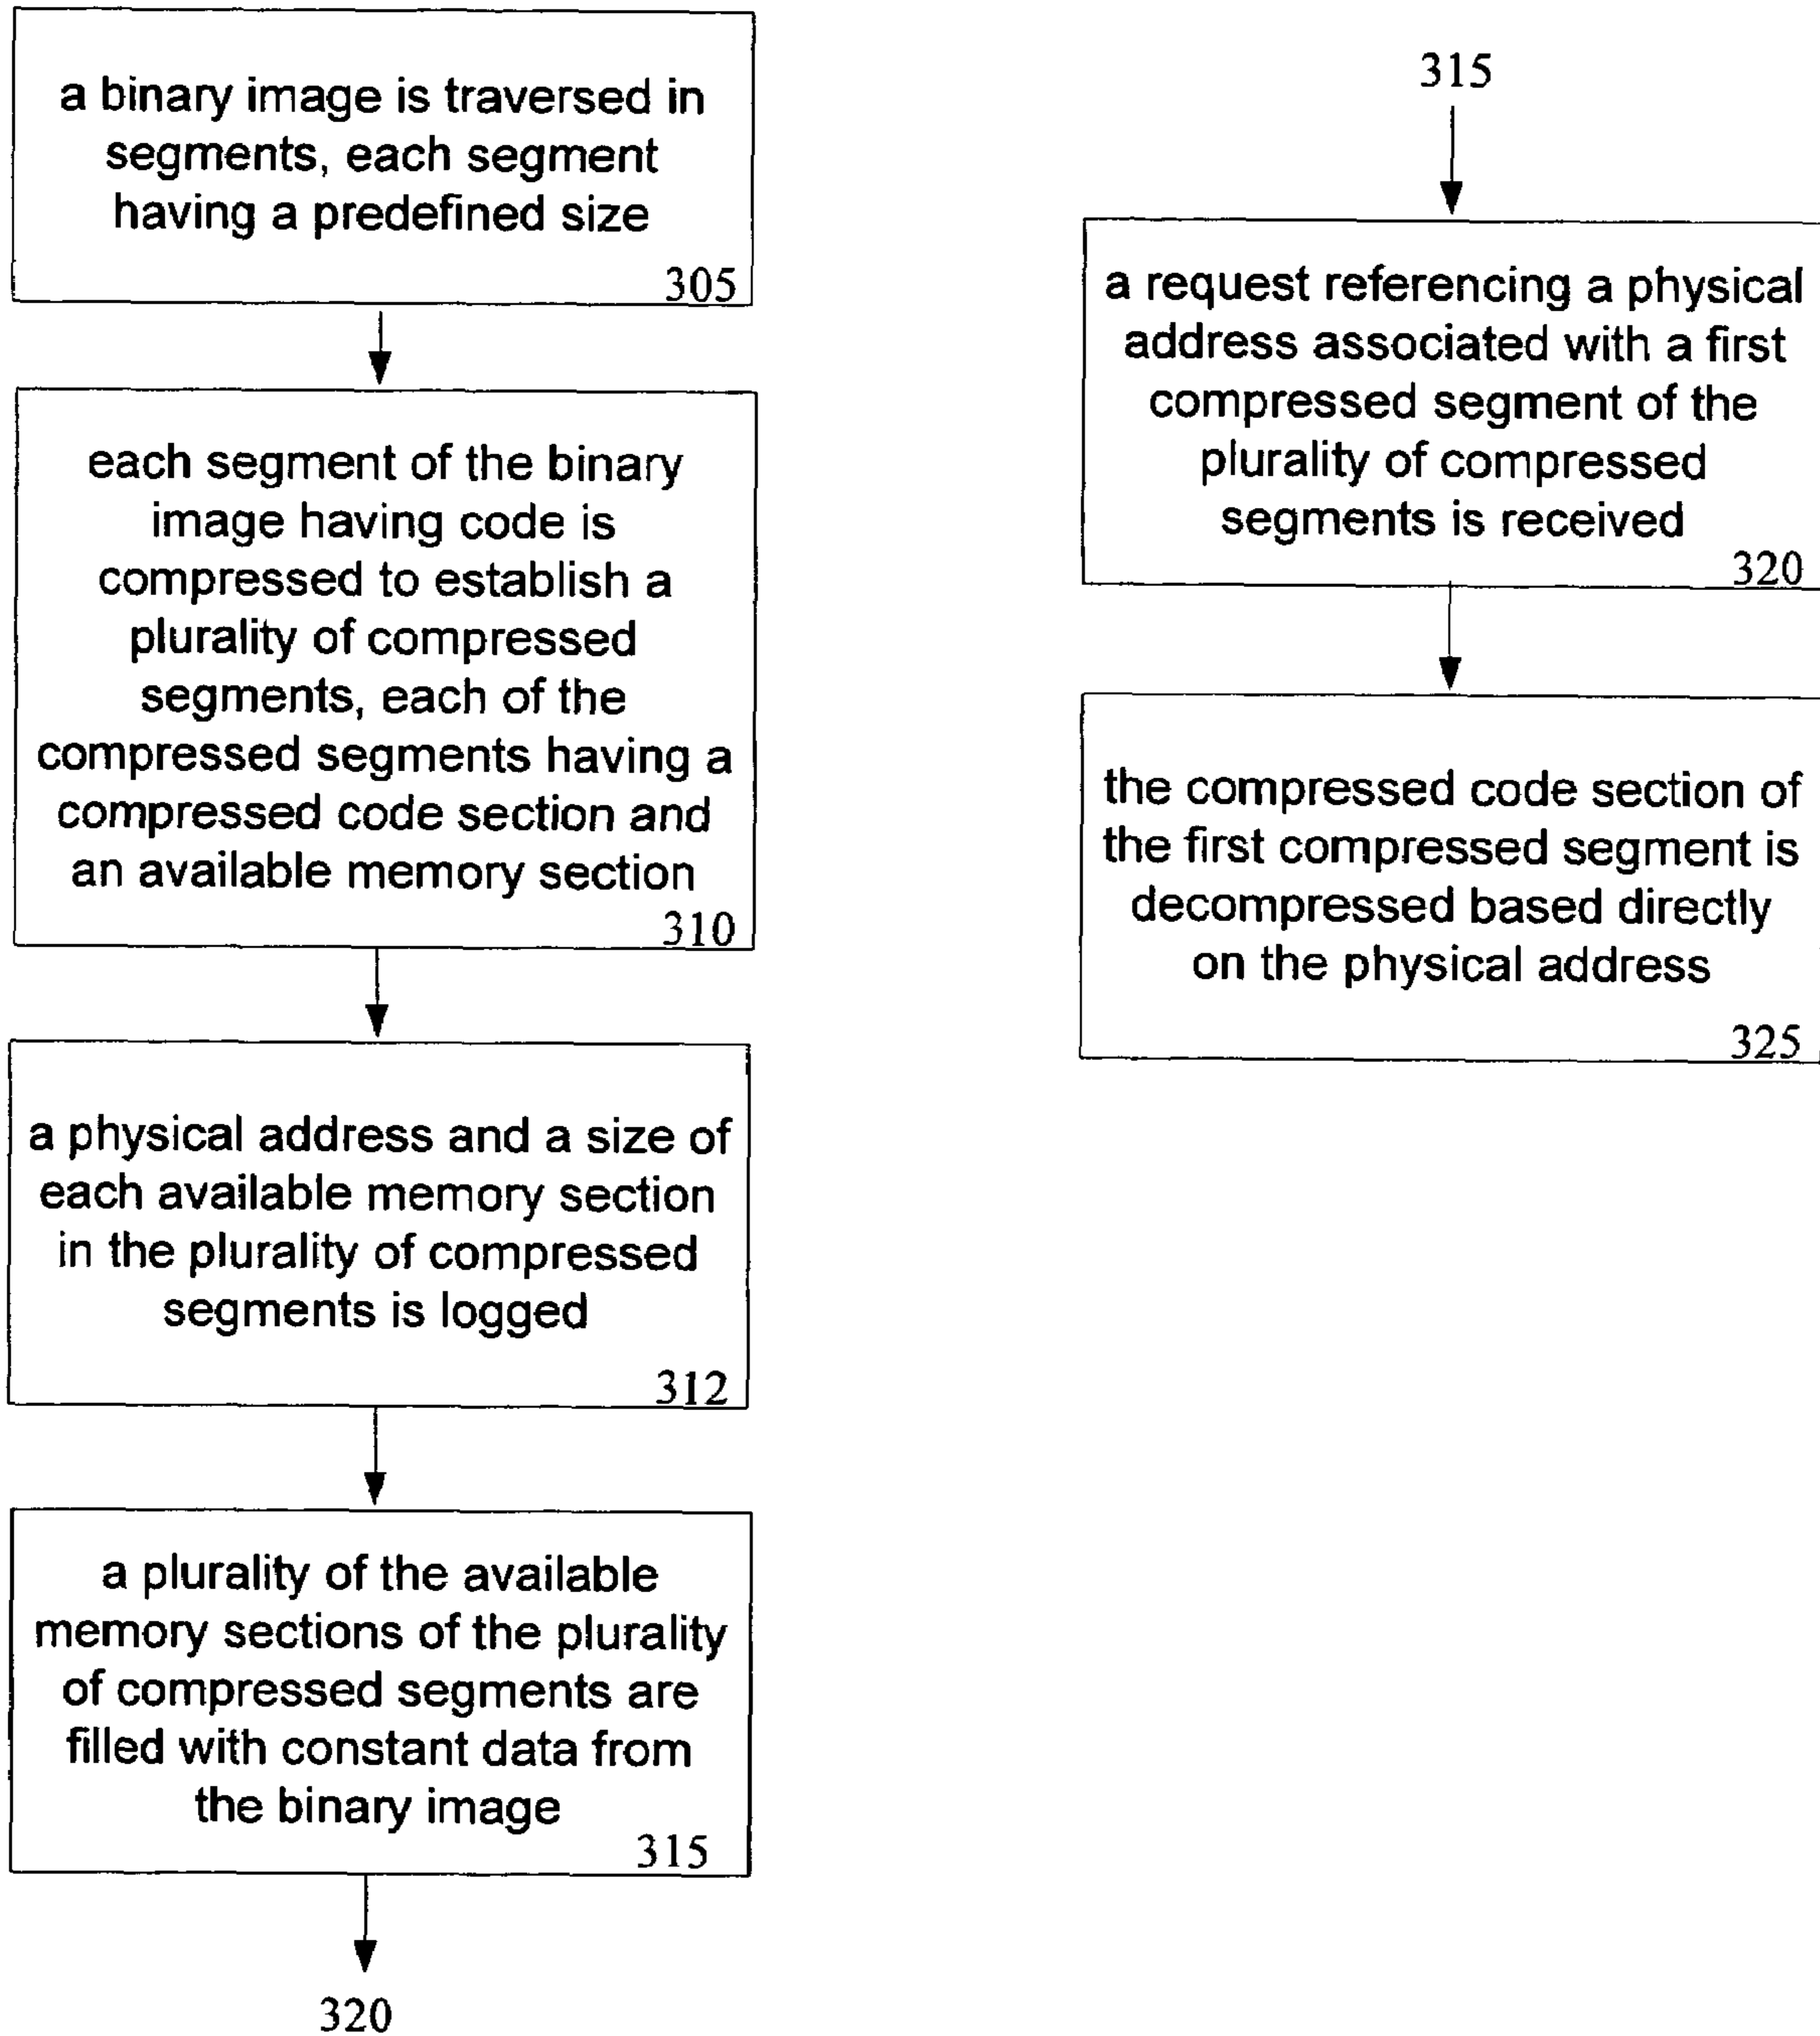 a binary image is traversed in
segments, each segment
having a predefined size
305
each segment of the binary
image having code is
compressed to establish a
plurality of compressed
segments, each of the
compressed segments having a
compressed code section and
an available memory section
310
a physical address and a size of
each available memory section
in the plurality of compressed
segments is logged
312
a plurality of the available
memory sections of the plurality
of compressed segments are
filled with constant data from
the binary image
315
320
315
a request referencing a physical
address associated with a first
compressed segment of the
plurality of compressed
segments is received
320
the compressed code section of
the first compressed segment is
decompressed based directly
on the physical address
325